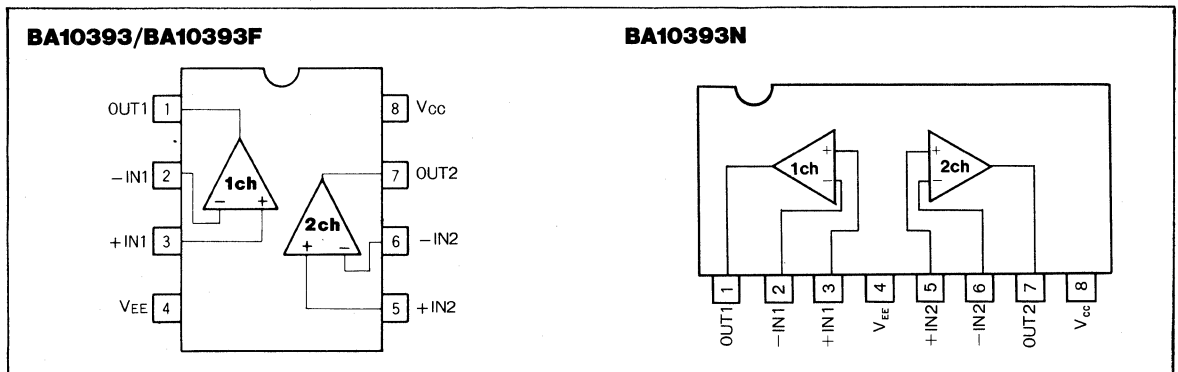 BA10393/BA10393F
OUT1 1
-IN1 2
+IN1 3
VEE 4
8 VCC
7 OUT2
6 -IN2
5 +IN2
1ch
- +
2ch
+ -
BA10393N
1ch
+
-
2ch
+
-
1 2 3 4 5 6 7 8
OUT1 -IN1 +IN1 VEE +IN2 -IN2 OUT2 VCC